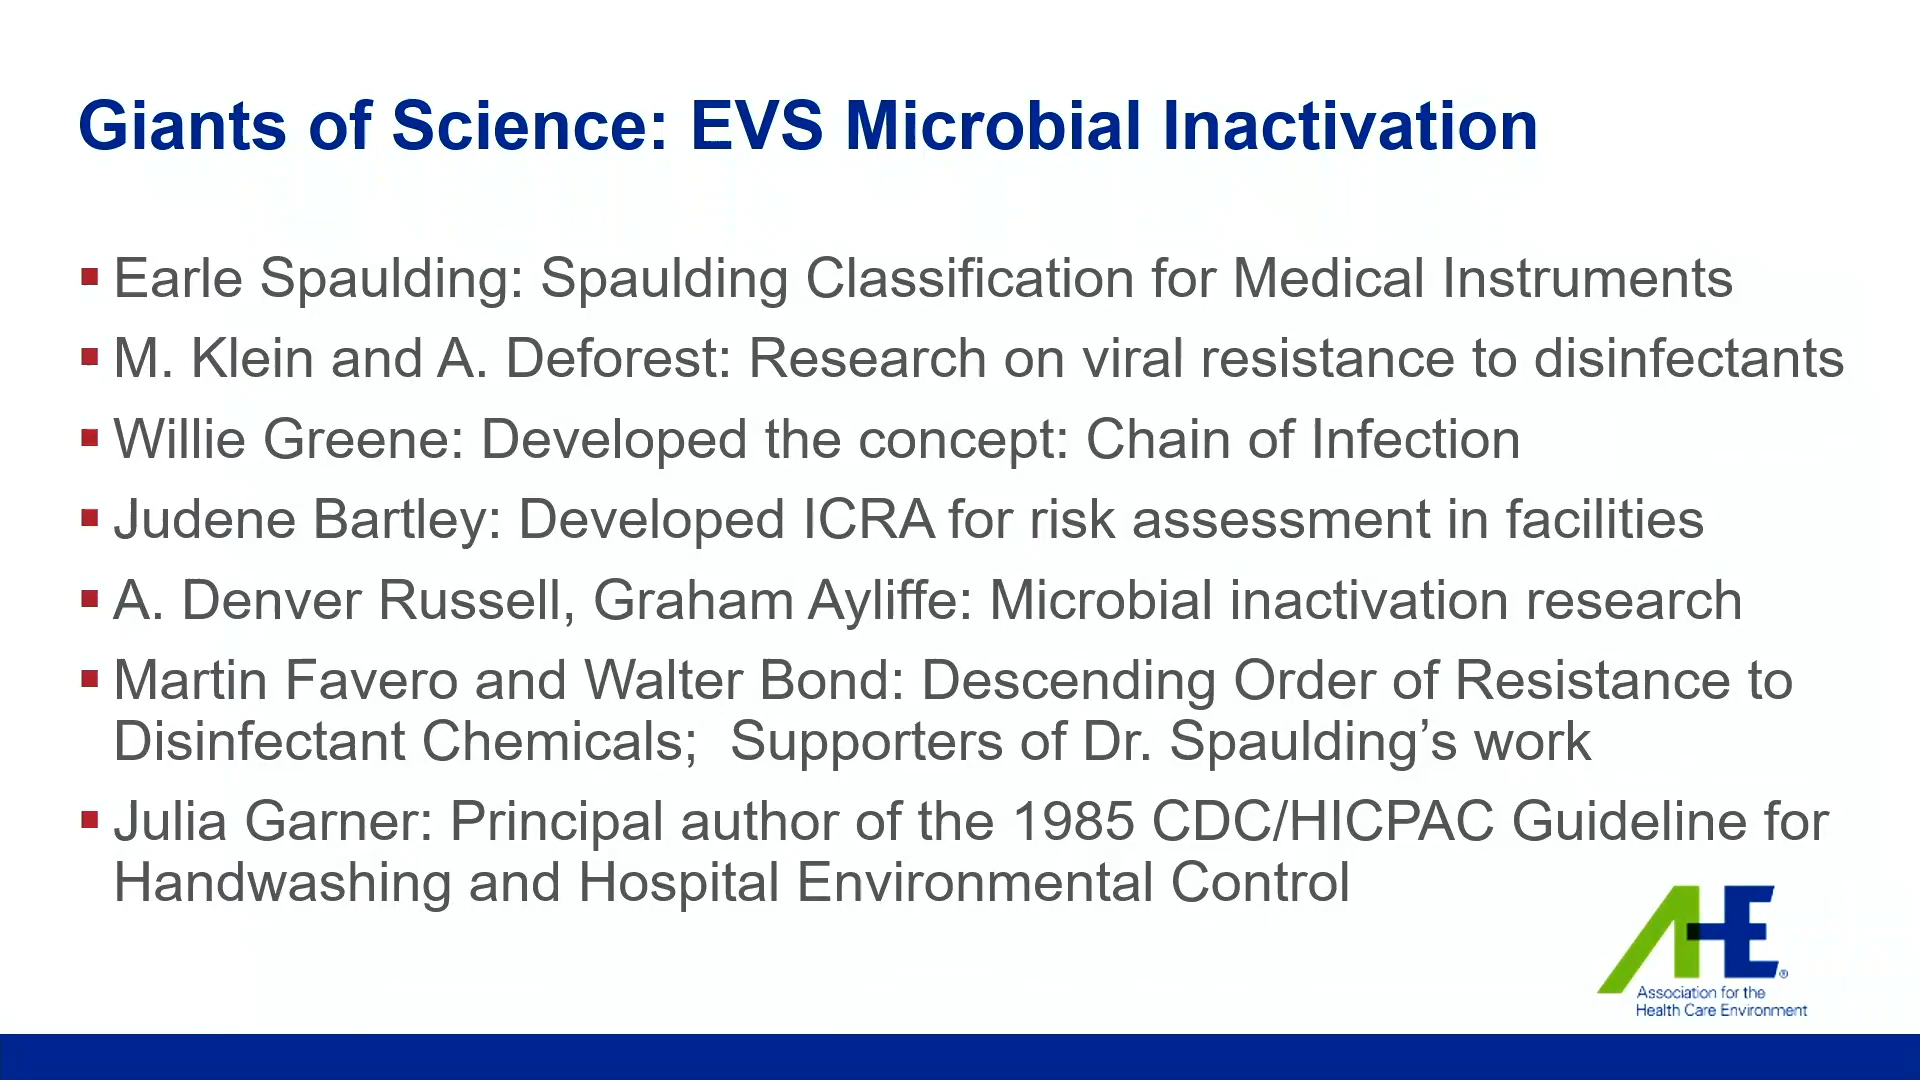 Giants of Science: EVS Microbial Inactivation
▪ Earle Spaulding: Spaulding Classification for Medical Instruments
▪ M. Klein and A. Deforest: Research on viral resistance to disinfectants
▪ Willie Greene: Developed the concept: Chain of Infection
▪ Judene Bartley: Developed ICRA for risk assessment in facilities
▪ A. Denver Russell, Graham Ayliffe: Microbial inactivation research
▪ Martin Favero and Walter Bond: Descending Order of Resistance to
Disinfectant Chemicals;  Supporters of Dr. Spaulding’s work
▪ Julia Garner: Principal author of the 1985 CDC/HICPAC Guideline for
Handwashing and Hospital Environmental Control
AHE®
Association for the
Health Care Environment